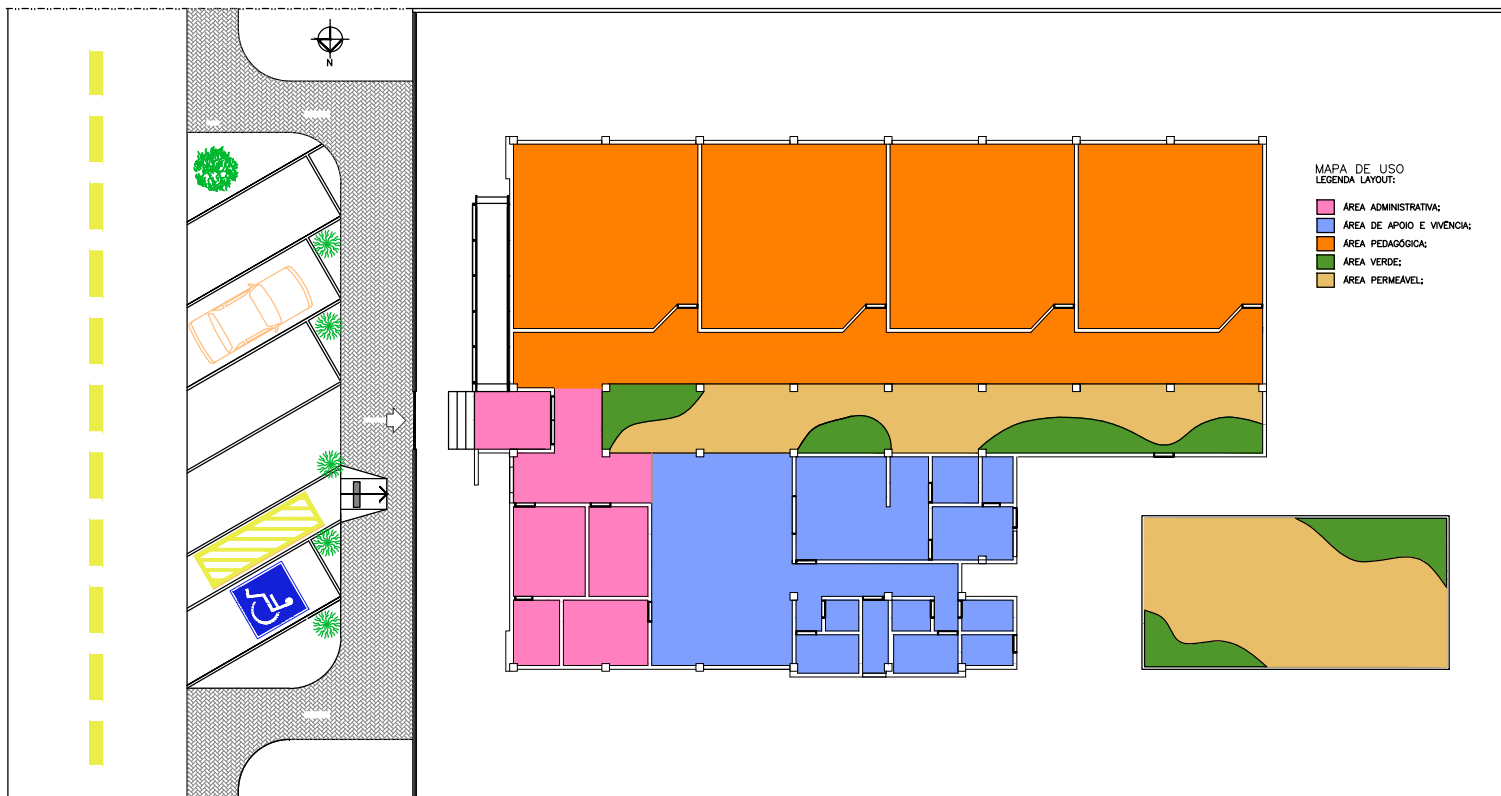 N
MAPA DE USO
LEGENDA LAYOUT:
ÁREA ADMINISTRATIVA;
ÁREA DE APOIO E VIVÊNCIA;
ÁREA PEDAGÓGICA;
ÁREA VERDE;
ÁREA PERMEÁVEL;